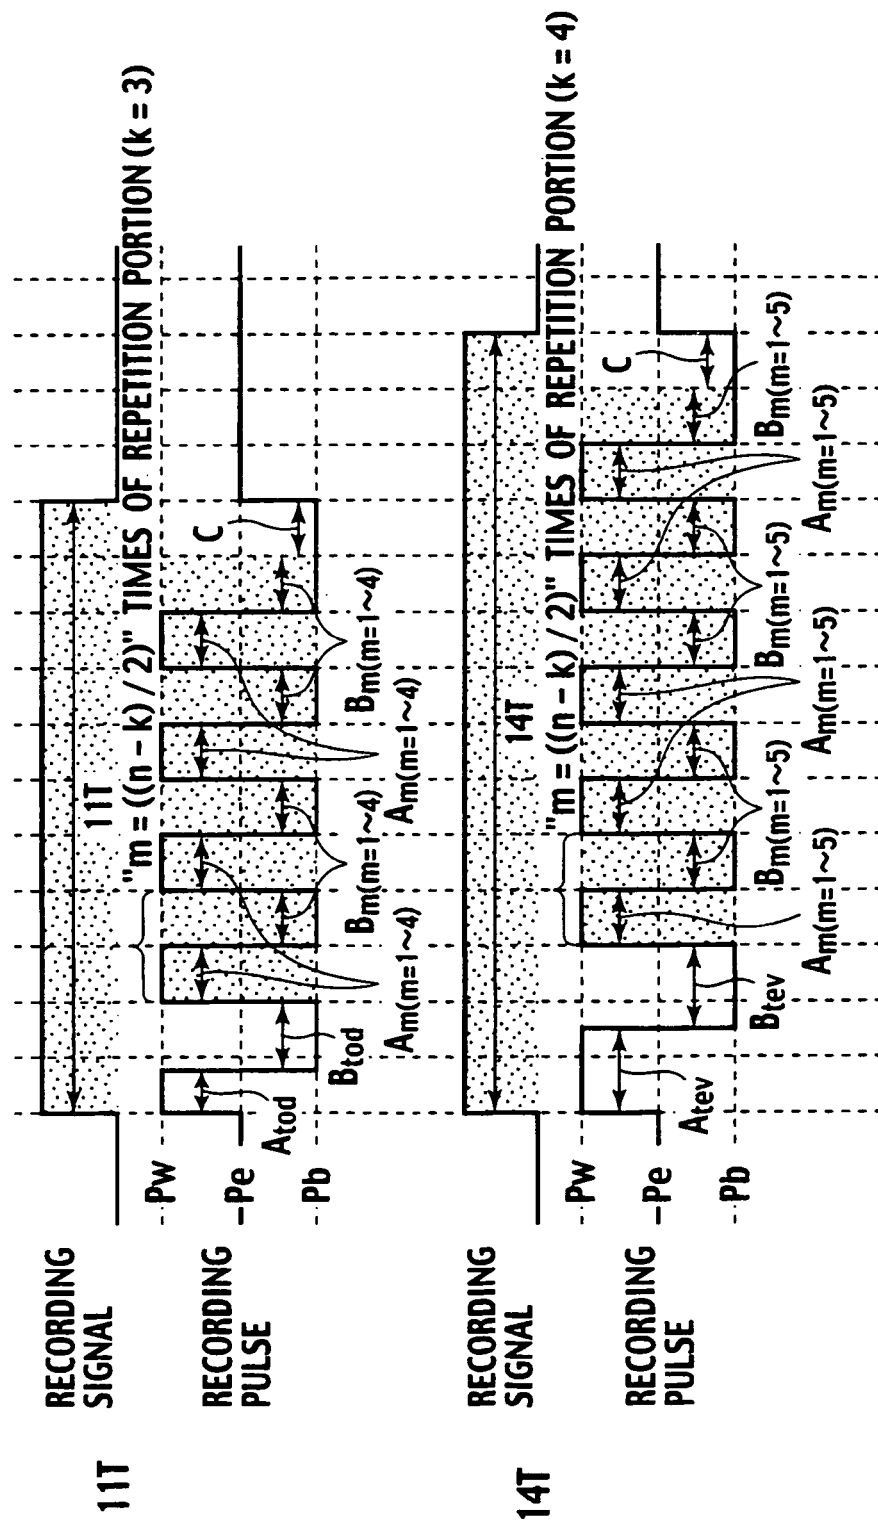 11T
RECORDING
SIGNAL
11T
"m = ((n – k) / 2)" TIMES OF REPETITION PORTION (k = 3)
RECORDING
PULSE
Pw
Pe
Pb
Atod
Btod
Am(m=1~4)
Bm(m=1~4)
Am(m=1~4)
Bm(m=1~4)
C
14T
RECORDING
SIGNAL
14T
"m = ((n – k) / 2)" TIMES OF REPETITION PORTION (k = 4)
RECORDING
PULSE
Pw
Pe
Pb
Atev
Btev
Am(m=1~5)
Bm(m=1~5)
Am(m=1~5)
Bm(m=1~5)
Am(m=1~5)
Bm(m=1~5)
C